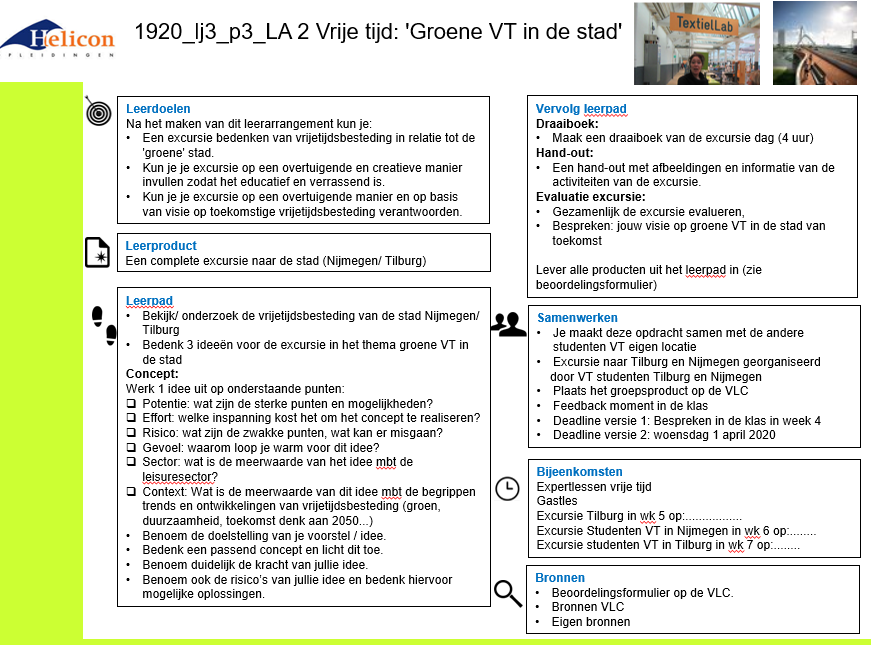 Helicon
OPLEIDINGEN
1920_lj3_p3_LA 2 Vrije tijd: 'Groene VT in de stad'
TextielLab
Leerdoelen
Na het maken van dit leerarrangement kun je:
• Een excursie bedenken van vrijetijdsbesteding in relatie tot de
'groene' stad.
• Kun je je excursie op een overtuigende en creatieve manier
invullen zodat het educatief en verrassend is.
• Kun je je excursie op een overtuigende manier en op basis
van visie op toekomstige vrijetijdsbesteding verantwoorden.
Leerproduct
Een complete excursie naar de stad (Nijmegen/ Tilburg)
Leerpad
• Bekijk/ onderzoek de vrijetijdsbesteding van de stad Nijmegen/
Tilburg
• Bedenk 3 ideeën voor de excursie in het thema groene VT in
de stad
Concept:
Werk 1 idee uit op onderstaande punten:
❑ Potentie: wat zijn de sterke punten en mogelijkheden?
❑ Effort: welke inspanning kost het om het concept te realiseren?
❑ Risico: wat zijn de zwakke punten, wat kan er misgaan?
❑ Gevoel: waarom loop je warm voor dit idee?
❑ Sector: wat is de meerwaarde van het idee mbt de
leisuresector?
❑ Context: Wat is de meerwaarde van dit idee mbt de begrippen
trends en ontwikkelingen van vrijetijdsbesteding (groen,
duurzaamheid, toekomst denk aan 2050...)
• Benoem de doelstelling van je voorstel / idee.
• Bedenk een passend concept en licht dit toe.
• Benoem duidelijk de kracht van jullie idee.
• Benoem ook de risico's van jullie idee en bedenk hiervoor
mogelijke oplossingen.
Vervolg leerpad
Draaiboek:
• Maak een draaiboek van de excursie dag (4 uur)
Hand-out:
• Een hand-out met afbeeldingen en informatie van de
activiteiten van de excursie.
Evaluatie excursie:
• Gezamenlijk de excursie evalueren,
• Bespreken: jouw visie op groene VT in de stad van
toekomst
Lever alle producten uit het leerpad in (zie
beoordelingsformulier)
Samenwerken
• Je maakt deze opdracht samen met de andere
studenten VT eigen locatie
• Excursie naar Tilburg en Nijmegen georganiseerd
door VT studenten Tilburg en Nijmegen
• Plaats het groepsproduct op de VLC
• Feedback moment in de klas
• Deadline versie 1: Bespreken in de klas in week 4
• Deadline versie 2: woensdag 1 april 2020
Bijeenkomsten
Expertlessen vrije tijd
Gastles
Excursie Tilburg in wk 5 op:.................
Excursie Studenten VT in Nijmegen in wk 6 op:........
Excursie studenten VT in Tilburg in wk 7 op:........
Bronnen
• Beoordelingsformulier op de VLC.
• Bronnen VLC
• Eigen bronnen